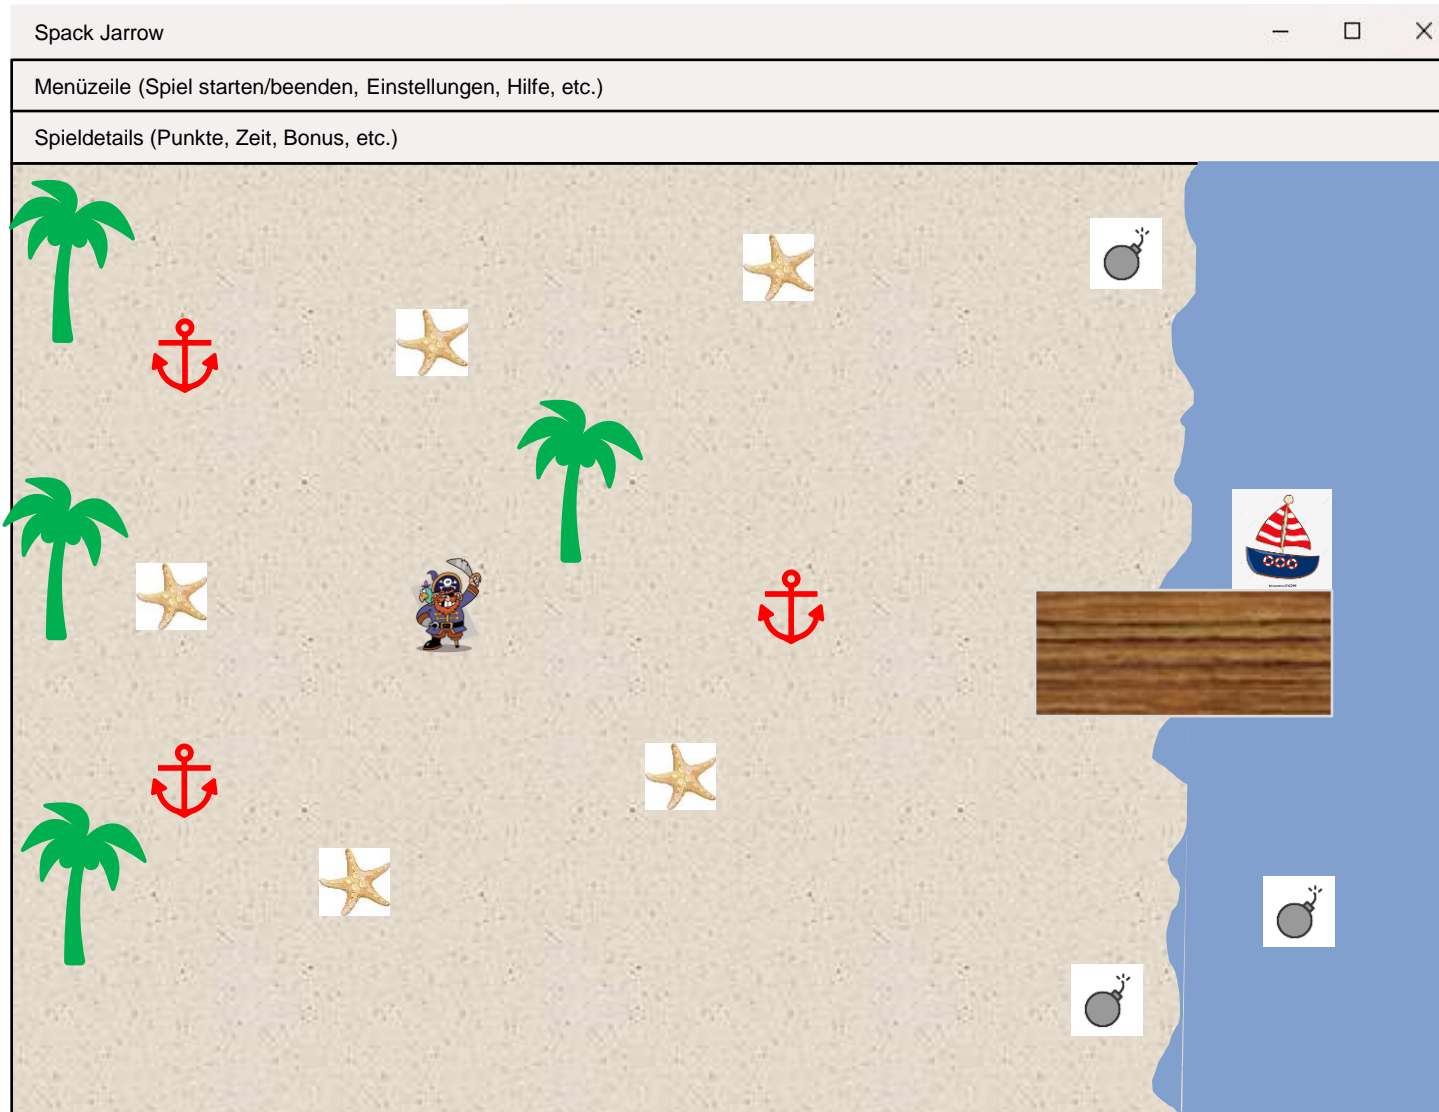 Spack Jarrow
Menüzeile (Spiel starten/beenden, Einstellungen, Hilfe, etc.)
Spieldetails (Punkte, Zeit, Bonus, etc.)